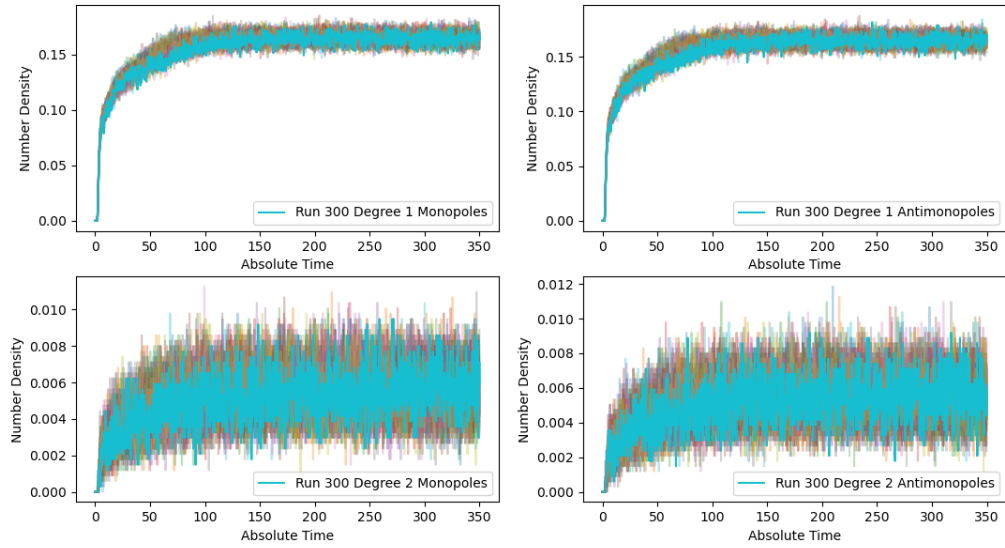 Number Density
0.15
0.10
0.05
0.00
Run 300 Degree 1 Monopoles
0 50 100 150 200 250 300 350
Absolute Time
Number Density
0.15
0.10
0.05
0.00
Run 300 Degree 1 Antimonopoles
0 50 100 150 200 250 300 350
Absolute Time
Number Density
0.010
0.008
0.006
0.004
0.002
0.000
Run 300 Degree 2 Monopoles
0 50 100 150 200 250 300 350
Absolute Time
Number Density
0.012
0.010
0.008
0.006
0.004
0.002
0.000
Run 300 Degree 2 Antimonopoles
0 50 100 150 200 250 300 350
Absolute Time